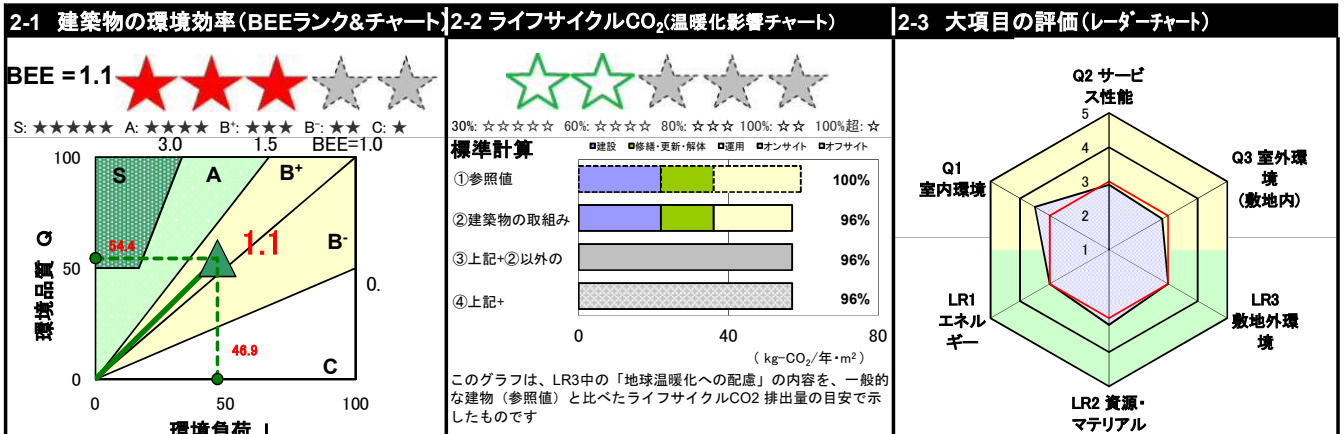 2-1 建築物の環境効率(BEEランク&チャート)
BEE = 1.1
S: ★★★★★ A: ★★★★ B+: ★★★ B-: ★★ C: ★
3.0 1.5 BEE=1.0
100
50
0
S
A
B+
B-
C
0.
54.4
1.1
46.9
環境品質 Q
0 50 100
環境負荷 L
2-2 ライフサイクルCO2(温暖化影響チャート)
30%: ☆☆☆☆☆ 60%: ☆☆☆☆ 80%: ☆☆☆ 100%: ☆☆ 100%超: ☆
標準計算
建設 修繕・更新・解体 運用 オンサイト オフサイト
①参照値 100%
②建築物の取組み 96%
③上記+②以外の 96%
④上記+ 96%
0 40 80
( kg-CO2/年・m2 )
このグラフは、LR3中の「地球温暖化への配慮」の内容を、一般的
な建物(参照値)と比べたライフサイクルCO2 排出量の目安で示
したものです
2-3 大項目の評価(レーダーチャート)
Q2 サービ
ス性能
5
4
3
2
1
Q1
室内環境
Q3 室外環
境
(敷地内)
LR1
エネル
ギー
LR3
敷地外環
境
LR2 資源・
マテリアル